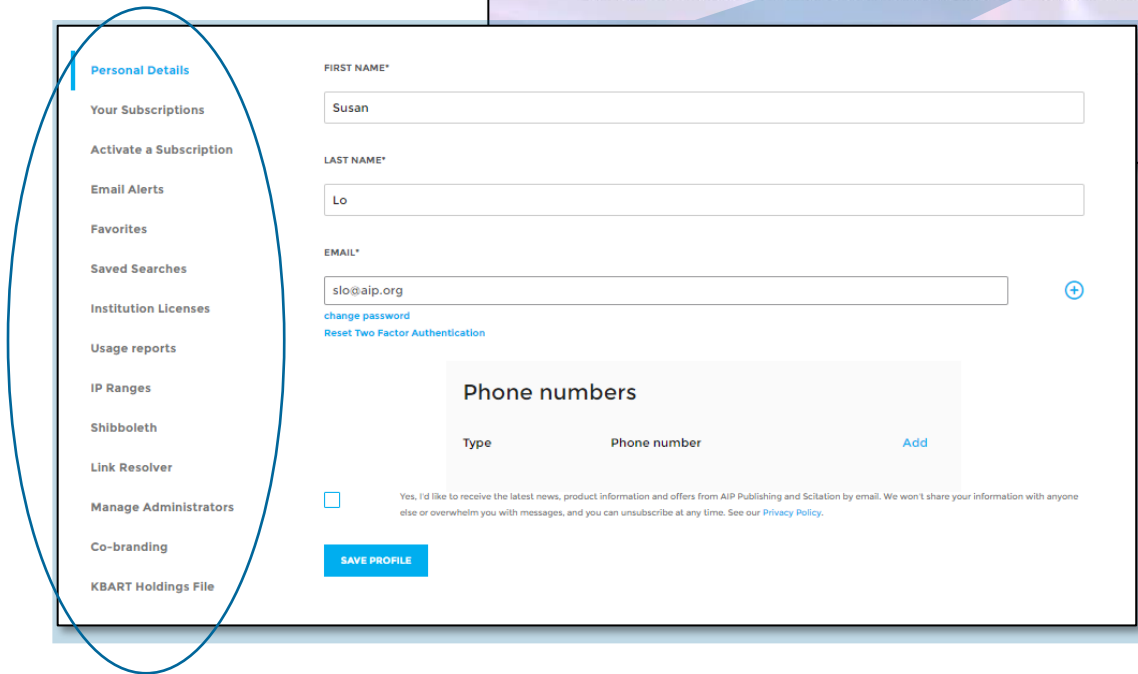 Personal Details
Your Subscriptions
Activate a Subscription
Email Alerts
Favorites
Saved Searches
Institution Licenses
Usage reports
IP Ranges
Shibboleth
Link Resolver
Manage Administrators
Co-branding
KBART Holdings File
FIRST NAME*
Susan
LAST NAME*
Lo
EMAIL*
slo@aip.org
change password
Reset Two Factor Authentication
Phone numbers
Type Phone number Add
Yes, I'd like to receive the latest news, product information and offers from AIP Publishing and Scitation by email. We won't share your information with anyone
else or overwhelm you with messages, and you can unsubscribe at any time. See our Privacy Policy.
SAVE PROFILE